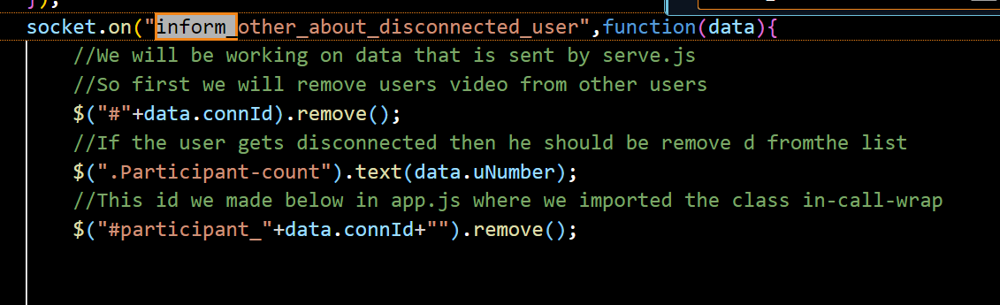 });
socket.on("inform_other_about_disconnected_user",function(data){
//We will be working on data that is sent by serve.js
//So first we will remove users video from other users
$("#"+data.connId).remove();
//If the user gets disconnected then he should be remove d fromthe list
$(".Participant-count").text(data.uNumber);
//This id we made below in app.js where we imported the class in-call-wrap
$("#participant_"+data.connId+"").remove();